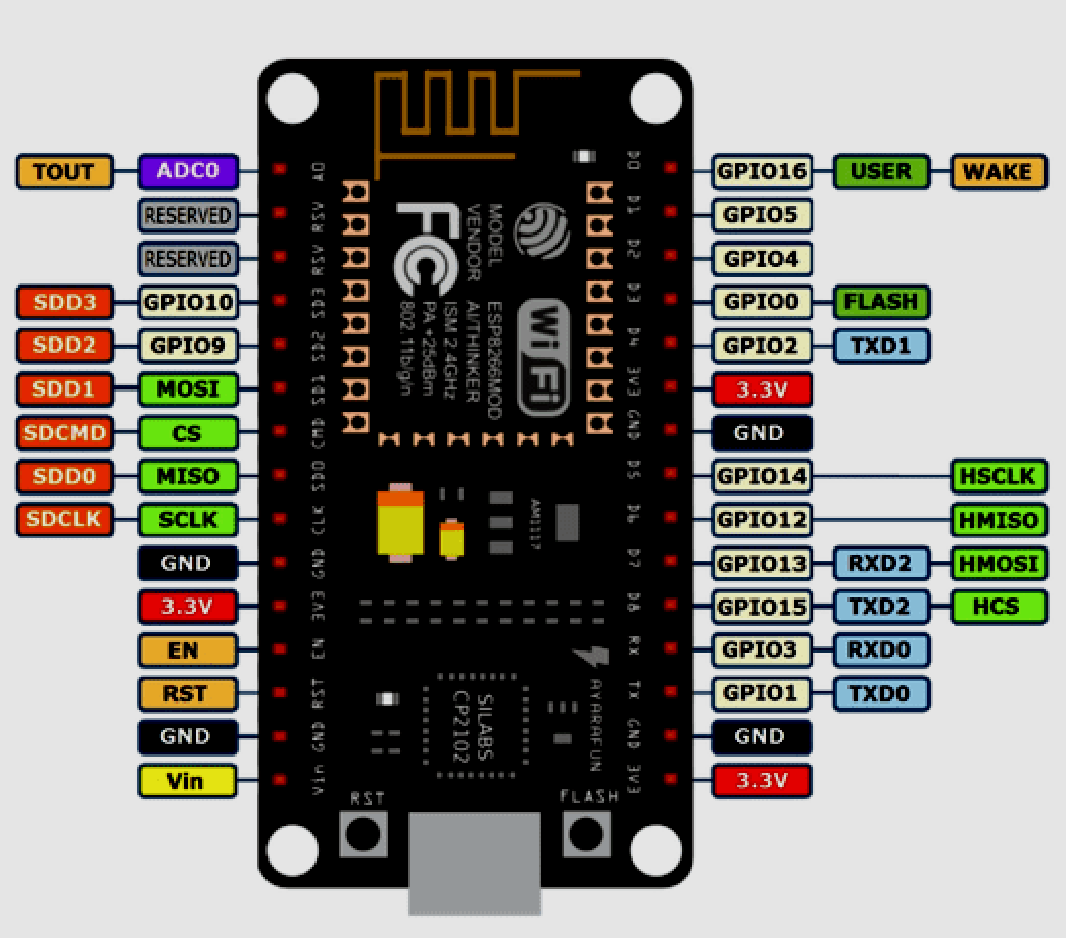 TOUT ADC0 A0 D0 GPIO16 USER WAKE
RESERVED RSV D1 GPIO5
RESERVED RSV D2 GPIO4
SDD3 GPIO10 SD3 D3 GPIO0 FLASH
SDD2 GPIO9 SD2 D4 GPIO2 TXD1
SDD1 MOSI SD1 3V3 3.3V
SDCMD CS CMD GND GND
SDD0 MISO SD0 D5 GPIO14 HSCLK
SDCLK SCLK CLK D6 GPIO12 HMISO
GND GND D7 GPIO13 RXD2 HMOSI
3.3V 3V3 D8 GPIO15 TXD2 HCS
EN EN RX GPIO3 RXD0
RST RST TX GPIO1 TXD0
GND GND GND GND
Vin Vin 3V3 3.3V
FC
MODEL ESP8266MOD
VENDOR AI/THINKER
ISM 2.4GHz
PA +25dBm
802.11b/g/n
WiFi
AM1117
SILABS
CP2102
AYARAFUN
RST
FLASH